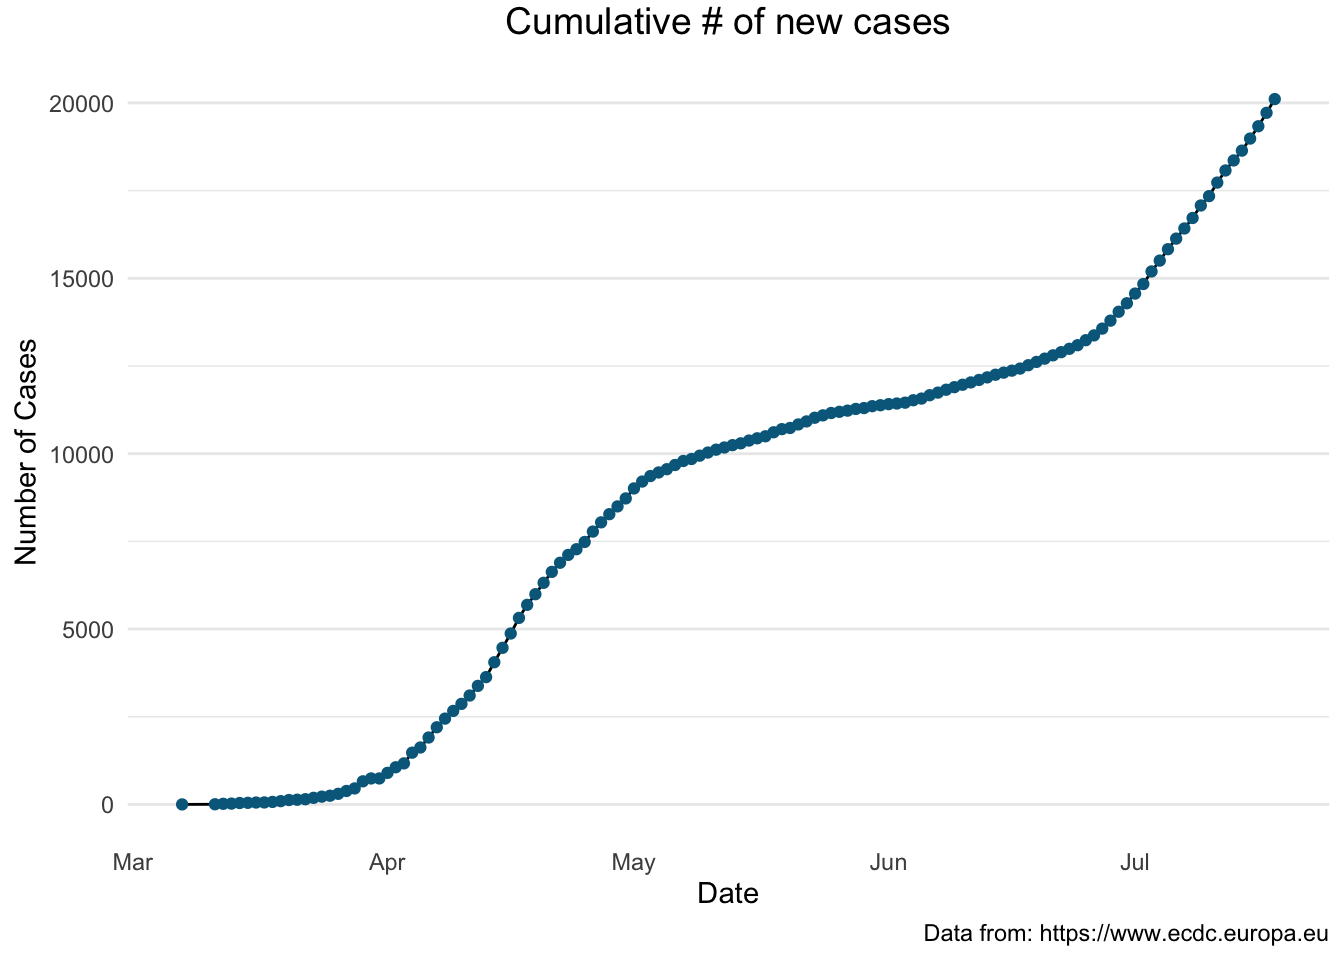 Cumulative # of new cases
20000
15000
10000
5000
0
Number of Cases
Mar Apr May Jun Jul
Date
Data from: https://www.ecdc.europa.eu